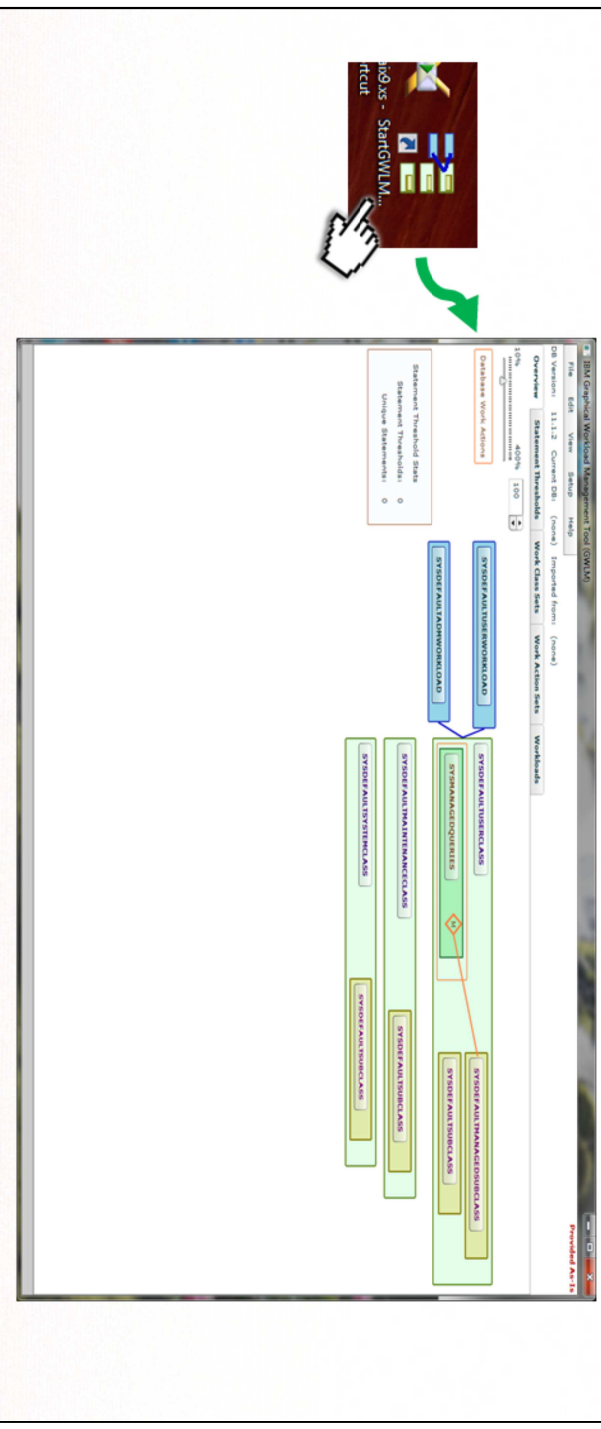 aix9.xs -
rtcut
StartGWLM...
IBM Graphical Workload Management Tool (GWLM)
File Edit View Setup Help
Provided As-Is
DB Version: 11.1.2 Current DB: (none) Imported from: (none)
Overview Statement Thresholds Work Class Sets Work Action Sets Workloads
10% 400% 100
Database Work Actions
SYSDEFAULTUSERWORKLOAD
SYSDEFAULTADMWORKLOAD
SYSDEFAULTUSERCLASS
SYSMANAGEDQUERIES
M
SYSDEFAULTMANAGEDSUBCLASS
SYSDEFAULTSUBCLASS
SYSDEFAULTMAINTENANCECLASS
SYSDEFAULTSUBCLASS
SYSDEFAULTSYSTEMCLASS
SYSDEFAULTSUBCLASS
Statement Threshold Stats
Statement Thresholds: 0
Unique Statements: 0